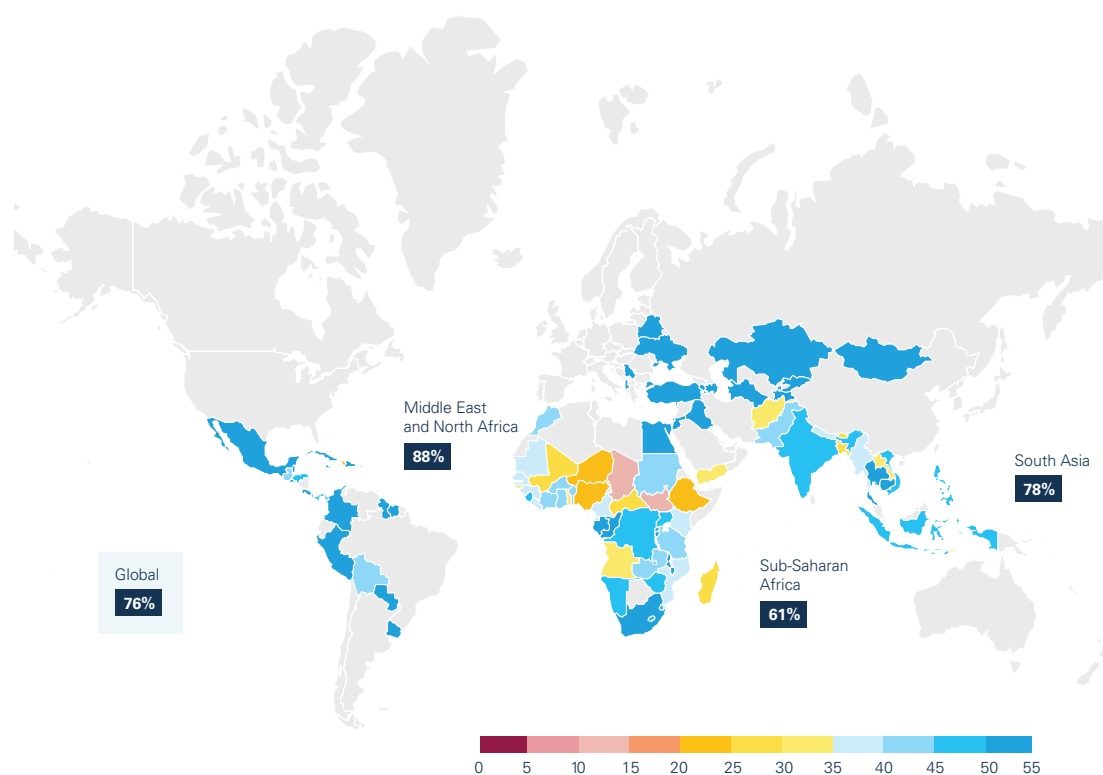 Middle East
and North Africa
88%
South Asia
78%
Global
76%
Sub-Saharan
Africa
61%
0 5 10 15 20 25 30 35 40 45 50 55